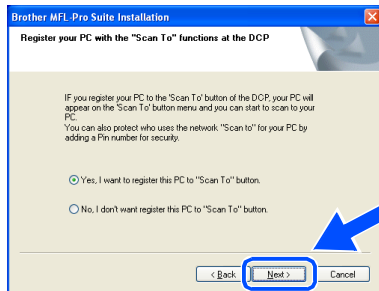 Brother MFL-Pro Suite Installation
Register your PC with the "Scan To" functions at the DCP
IF you register your PC to the 'Scan To' button of the DCP, your PC will
appear on the 'Scan To' button menu and you can start to scan to your
PC.
You can also protect who uses the network "Scan to" for your PC by
adding a Pin number for security.
Yes, I want to register this PC to "Scan To" button.
No, I don't want register this PC to "Scan To" button.
< Back Next > Cancel